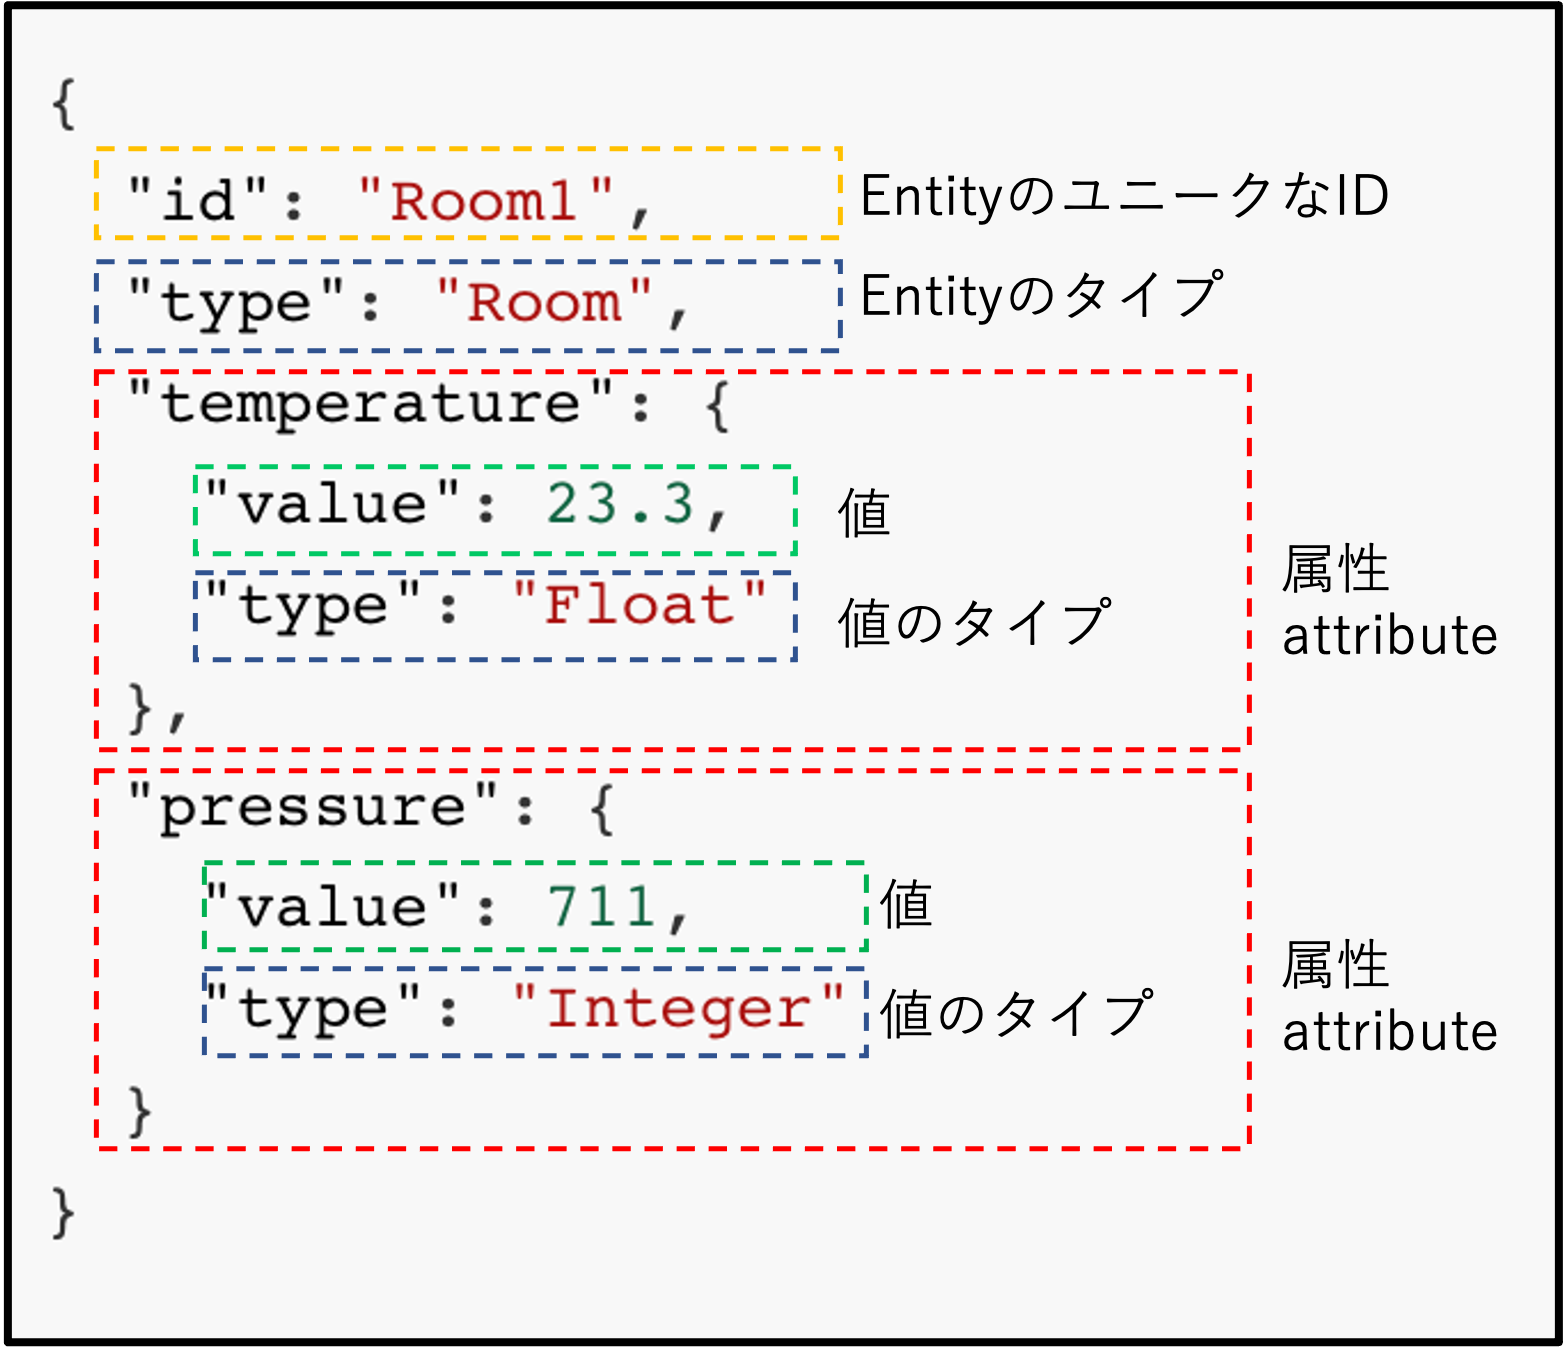 {
"id": "Room1", EntityのユニークなID
"type": "Room", Entityのタイプ
"temperature": {
"value": 23.3, 値
"type": "Float" 値のタイプ
属性
attribute
},
"pressure": {
"value": 711, 値
"type": "Integer" 値のタイプ
属性
attribute
}
}